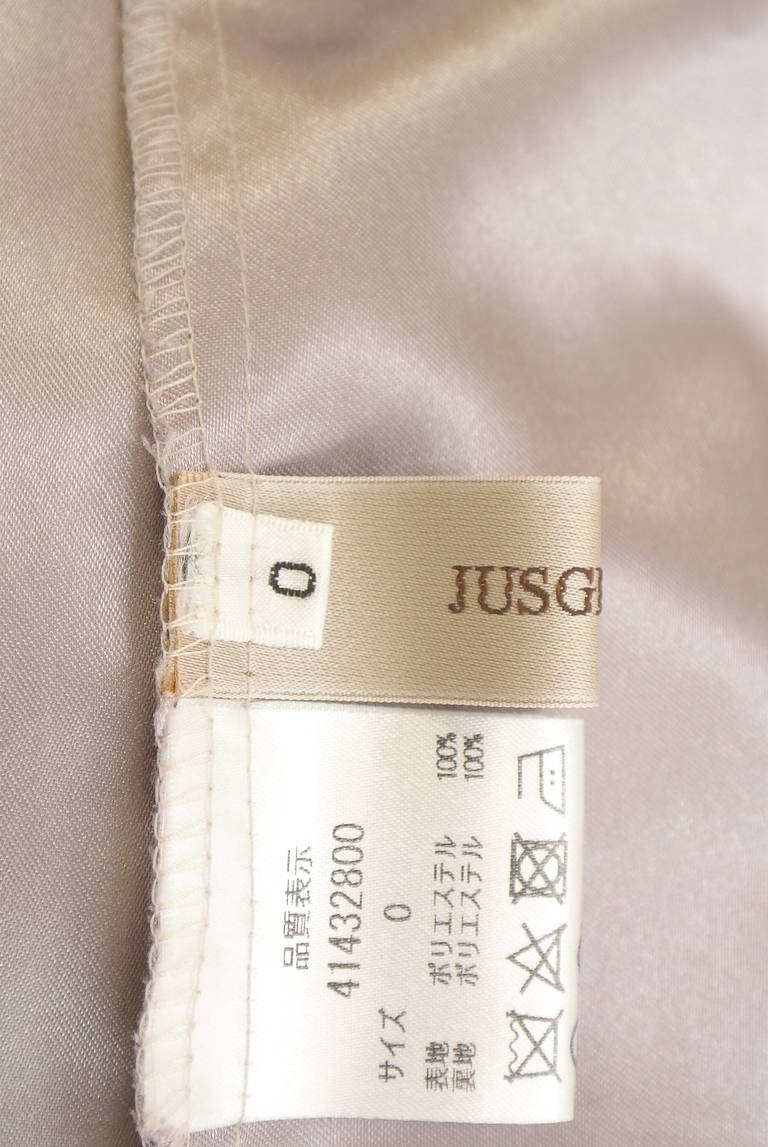 0
JUSGL
品質表示
41432800
サイズ 0
表地 ポリエステル 100%
裏地 ポリエステル 100%